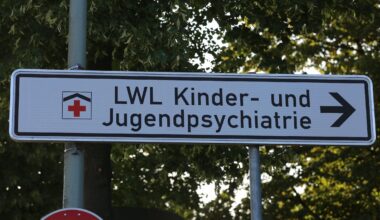 LWL Kinder- und
Jugendpsychiatrie